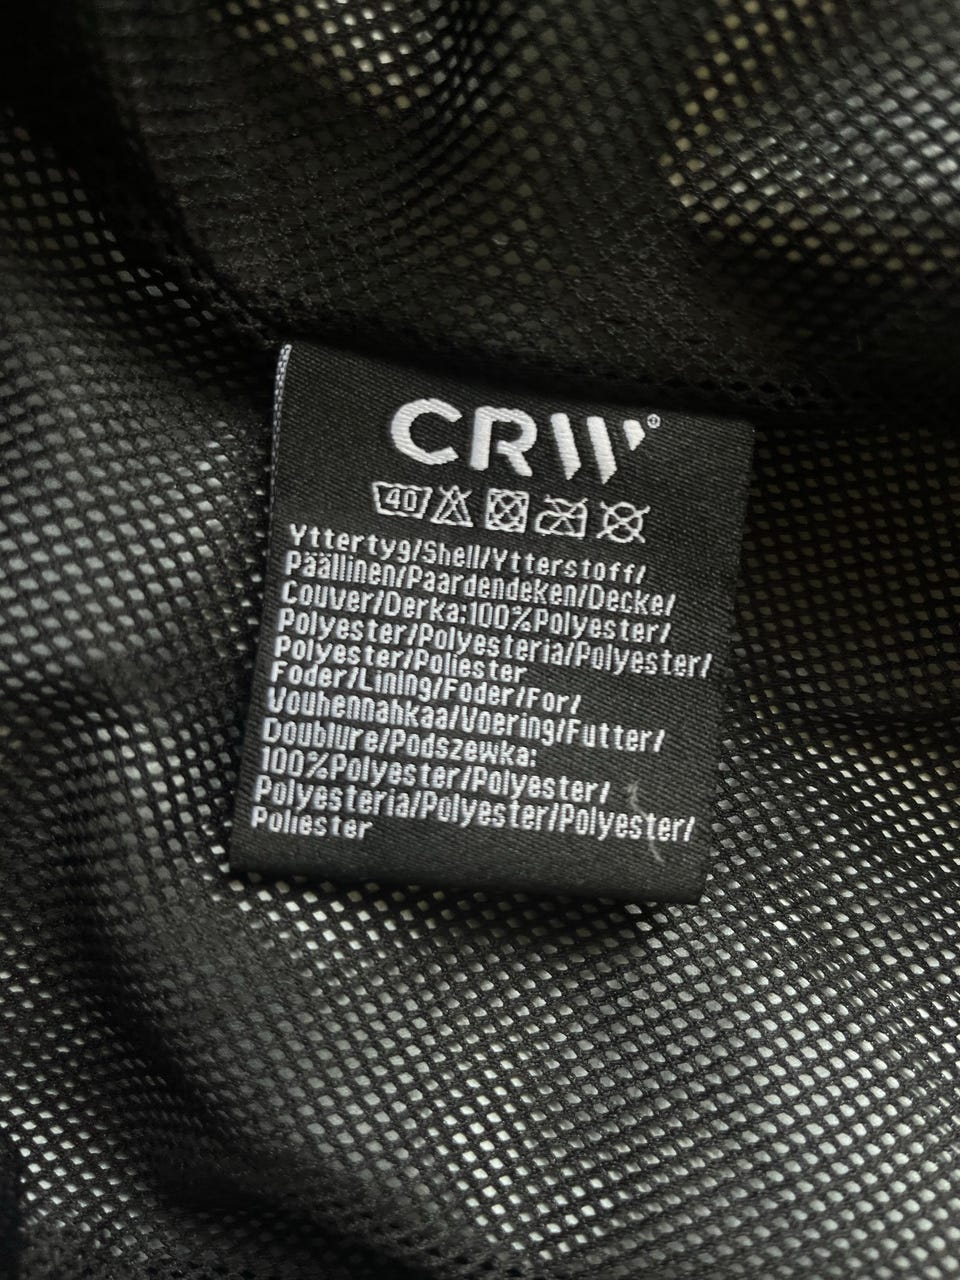 CRW®
40
Yttertyg/Shell/Ytterstoff/
Päällinen/Paardendeken/Decke/
Couver/Derka:100%Polyester/
Polyester/Polyesteria/Polyester/
Polyester/Poliester
Foder/Lining/Foder/For/
Vouhennahkaa/Voering/Futter/
Doublure/Podszewka:
100%Polyester/Polyester/
Polyesteria/Polyester/Polyester/
Poliester